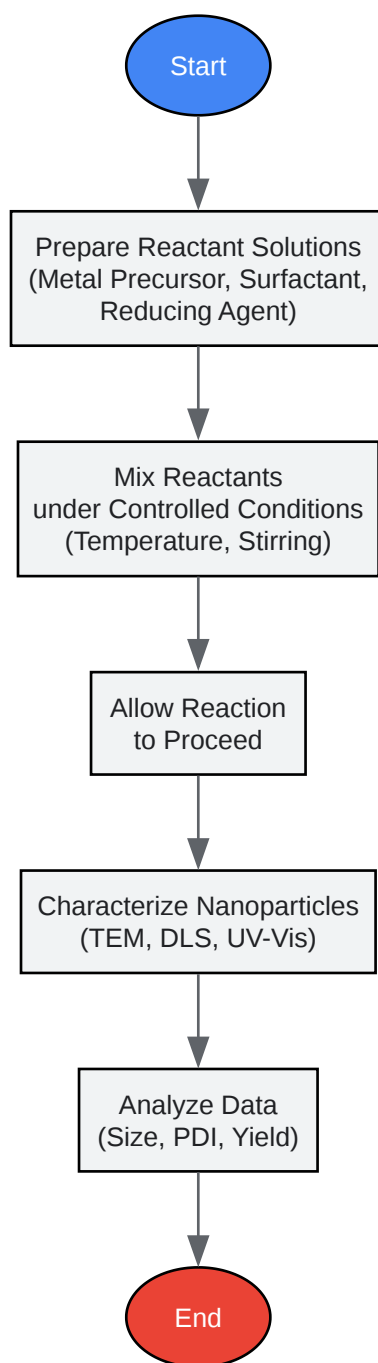 Start
Prepare Reactant Solutions
(Metal Precursor, Surfactant,
Reducing Agent)
Mix Reactants
under Controlled Conditions
(Temperature, Stirring)
Allow Reaction
to Proceed
Characterize Nanoparticles
(TEM, DLS, UV-Vis)
Analyze Data
(Size, PDI, Yield)
End